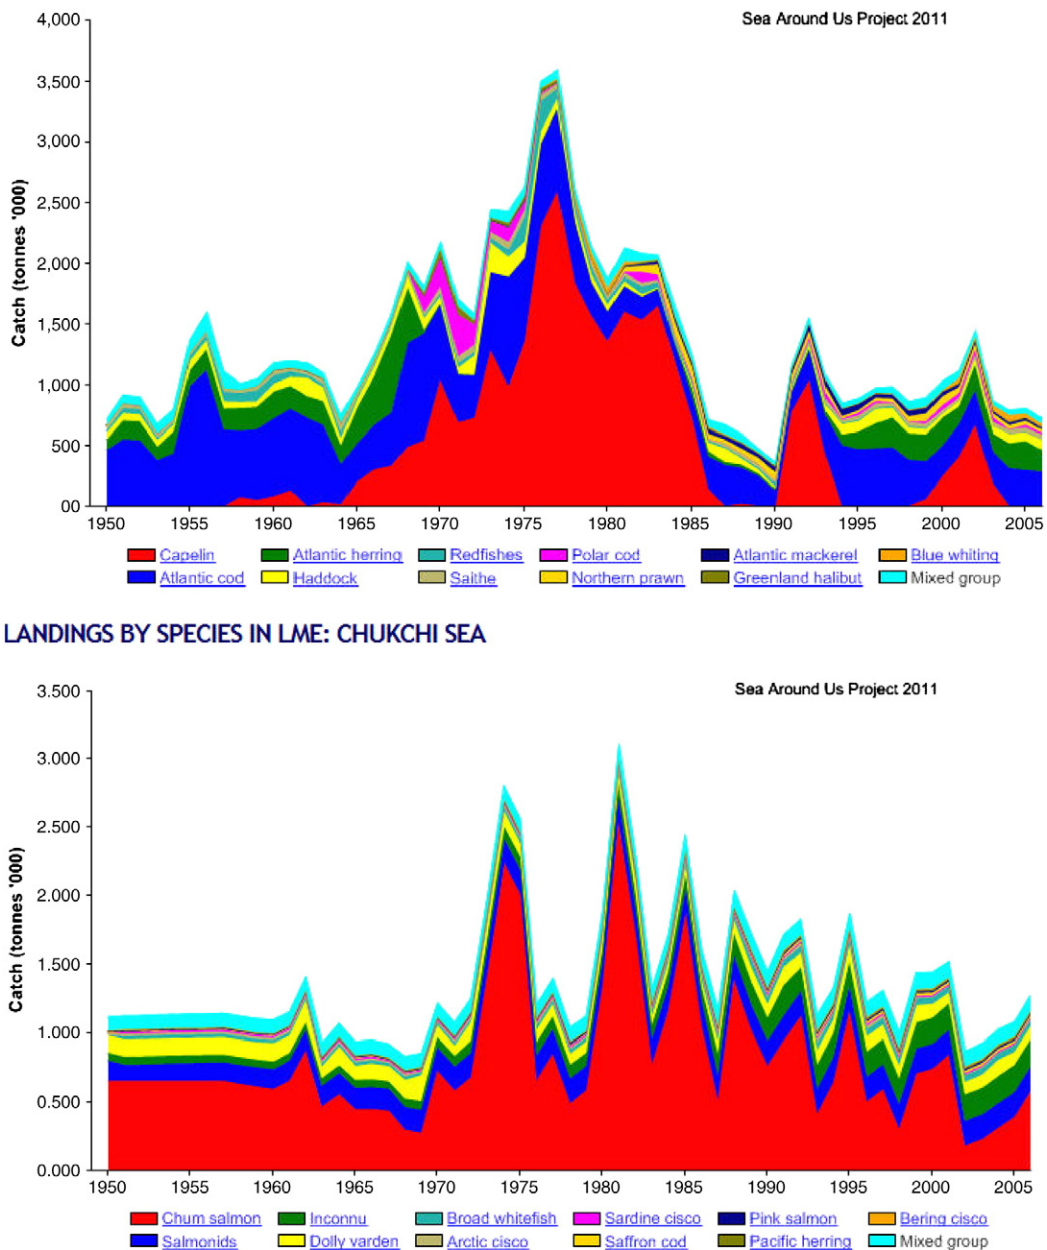 4,000
Sea Around Us Project 2011
3,500
3,000
2,500
2,000
1,500
1,000
500
00
Catch (tonnes '000)
1950 1955 1960 1965 1970 1975 1980 1985 1990 1995 2000 2005
Capelin Atlantic herring Redfishes Polar cod Atlantic mackerel Blue whiting
Atlantic cod Haddock Saithe Northern prawn Greenland halibut Mixed group
LANDINGS BY SPECIES IN LME: CHUKCHI SEA
3.500
Sea Around Us Project 2011
3.000
2.500
2.000
1.500
1.000
0.500
0.000
Catch (tonnes '000)
1950 1955 1960 1965 1970 1975 1980 1985 1990 1995 2000 2005
Chum salmon Inconnu Broad whitefish Sardine cisco Pink salmon Bering cisco
Salmonids Dolly varden Arctic cisco Saffron cod Pacific herring Mixed group